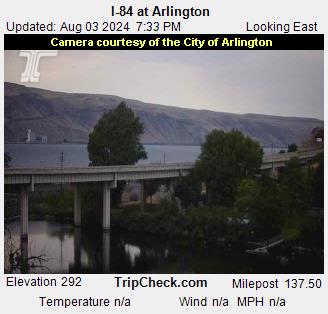 I-84 at Arlington
Updated: Aug 03 2024 7:33 PM Looking East
Camera courtesy of the City of Arlington
Elevation 292 TripCheck.com Milepost 137.50
Temperature n/a Wind n/a MPH n/a